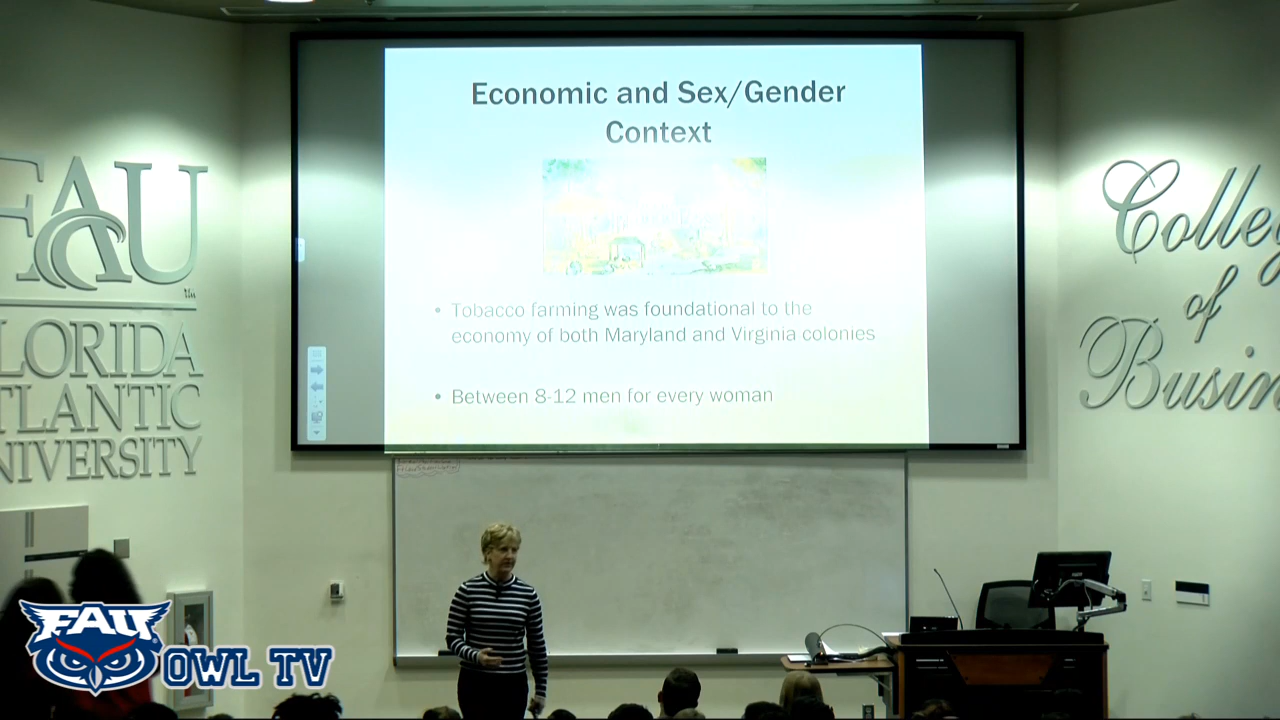 Economic and Sex/Gender
Context
• Tobacco farming was foundational to the
economy of both Maryland and Virginia colonies
• Between 8-12 men for every woman
FAU
FLORIDA
ATLANTIC
UNIVERSITY
College
of
Business
FAU
OWL TV